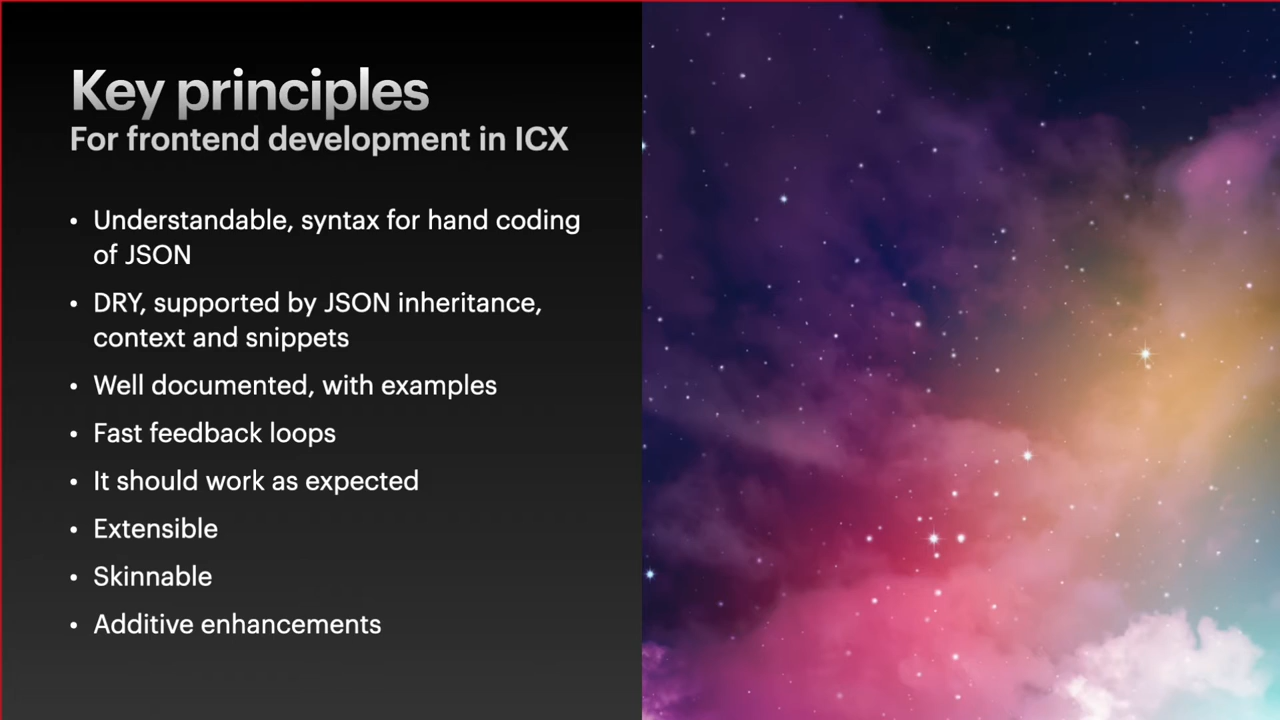 Key principles
For frontend development in ICX
• Understandable, syntax for hand coding
of JSON
• DRY, supported by JSON inheritance,
context and snippets
• Well documented, with examples
• Fast feedback loops
• It should work as expected
• Extensible
• Skinnable
• Additive enhancements